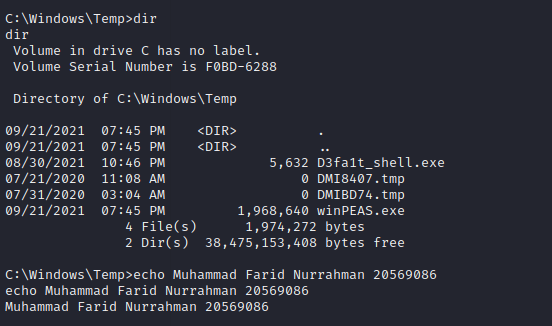 C:\Windows\Temp>dir
dir
 Volume in drive C has no label.
 Volume Serial Number is F0BD-6288

 Directory of C:\Windows\Temp

09/21/2021  07:45 PM    <DIR>          .
09/21/2021  07:45 PM    <DIR>          ..
08/30/2021  10:46 PM             5,632 D3fa1t_shell.exe
07/21/2020  11:08 AM                 0 DMI8407.tmp
07/31/2020  03:04 AM                 0 DMIBD74.tmp
09/21/2021  07:45 PM         1,968,640 winPEAS.exe
               4 File(s)      1,974,272 bytes
               2 Dir(s)  38,475,153,408 bytes free

C:\Windows\Temp>echo Muhammad Farid Nurrahman 20569086
echo Muhammad Farid Nurrahman 20569086
Muhammad Farid Nurrahman 20569086